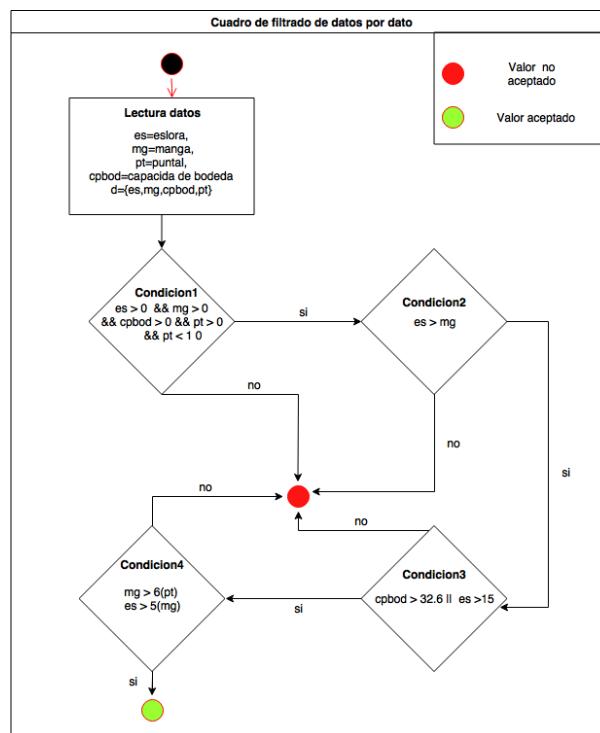 Cuadro de filtrado de datos por dato
Valor no
aceptado
Valor aceptado
Lectura datos
es=eslora,
mg=manga,
pt=puntal,
cpbod=capacida de bodeda
d={es,mg,cpbod,pt}
Condicion1
es > 0 && mg > 0
&& cpbod > 0 && pt > 0
&& pt < 1 0
si
Condicion2
es > mg
no
no
si
no
no
Condicion4
mg > 6(pt)
es > 5(mg)
Condicion3
cpbod > 32.6 II es >15
si
si